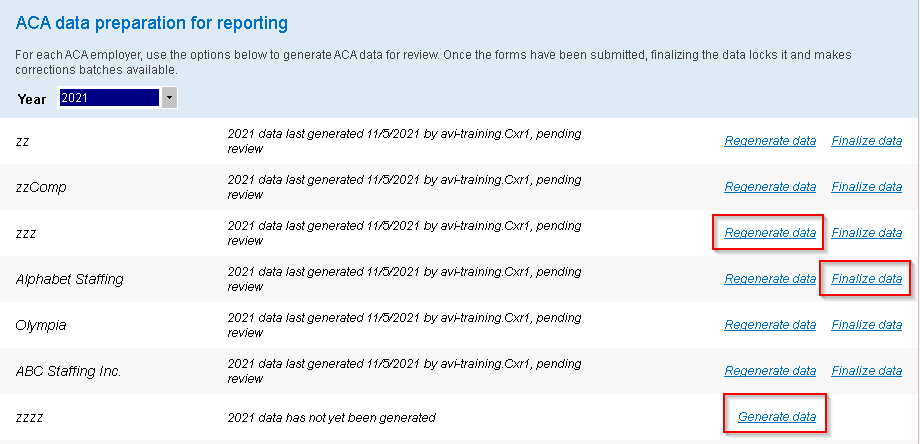 ACA data preparation for reporting
For each ACA employer, use the options below to generate ACA data for review. Once the forms have been submitted, finalizing the data locks it and makes
corrections batches available.
Year 2021
zz 2021 data last generated 11/5/2021 by avi-training.Cxr1, pending Regenerate data Finalize data
review
zzComp 2021 data last generated 11/5/2021 by avi-training.Cxr1, pending Regenerate data Finalize data
review
zzz 2021 data last generated 11/5/2021 by avi-training.Cxr1, pending Regenerate data Finalize data
review
Alphabet Staffing 2021 data last generated 11/5/2021 by avi-training.Cxr1, pending Regenerate data Finalize data
review
Olympia 2021 data last generated 11/5/2021 by avi-training.Cxr1, pending Regenerate data Finalize data
review
ABC Staffing Inc. 2021 data last generated 11/5/2021 by avi-training.Cxr1, pending Regenerate data Finalize data
review
zzzz 2021 data has not yet been generated Generate data